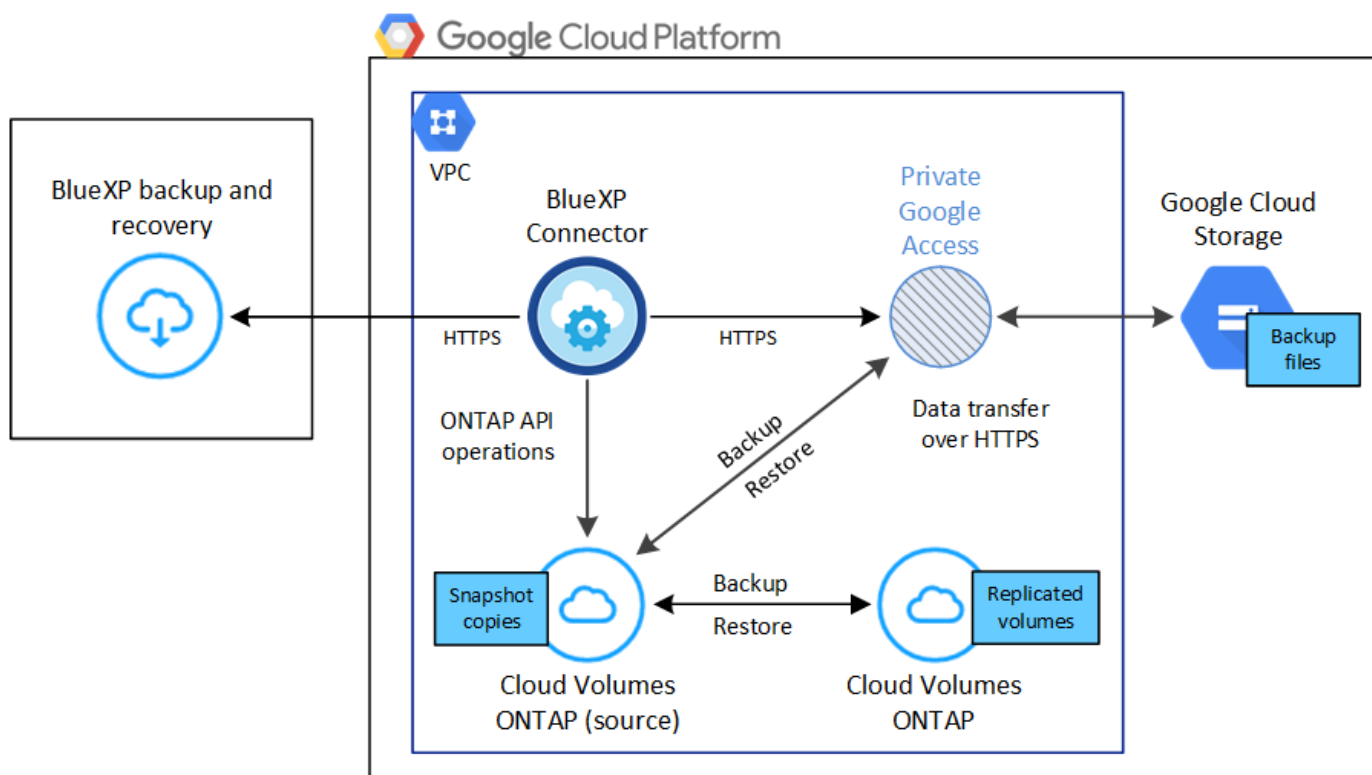 Google Cloud Platform
VPC
BlueXP backup and
recovery
BlueXP
Connector
Private
Google
Access
Google Cloud
Storage
Backup
files
HTTPS
HTTPS
ONTAP API
operations
Data transfer
over HTTPS
Backup
Restore
Snapshot
copies
Backup
Restore
Replicated
volumes
Cloud Volumes
ONTAP (source)
Cloud Volumes
ONTAP